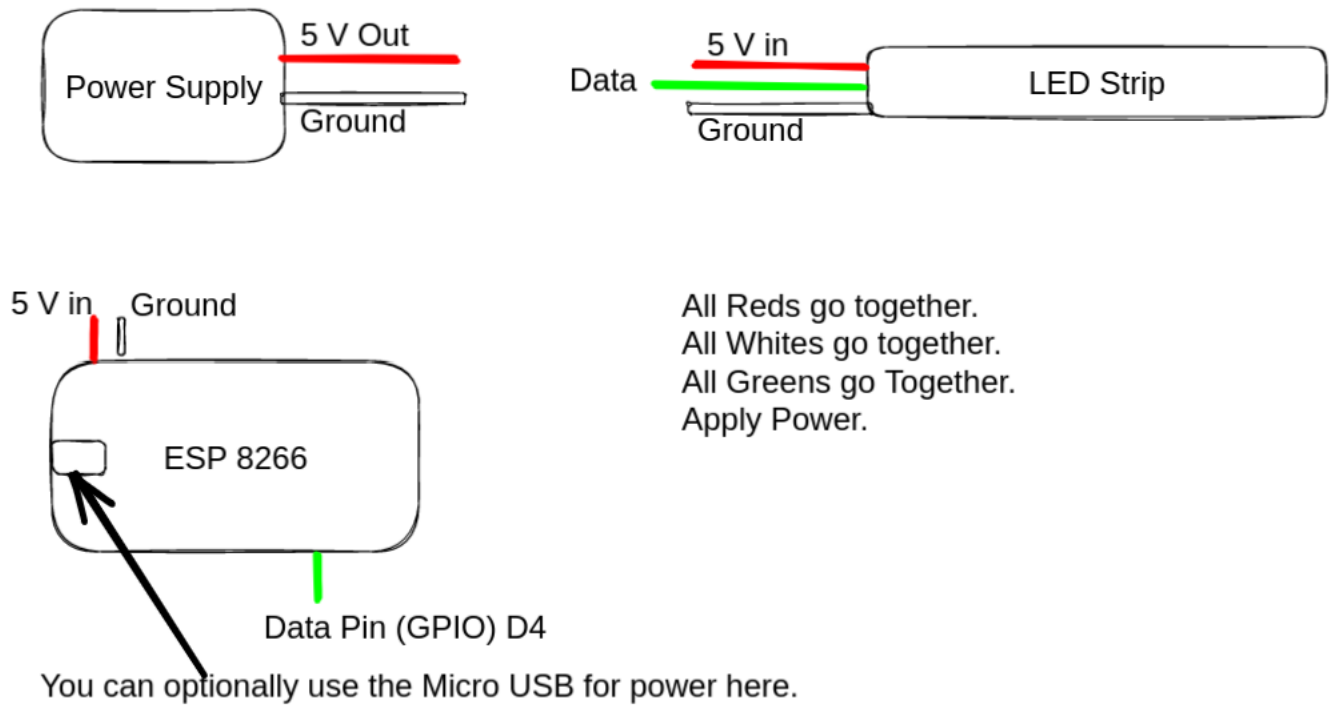 5 V Out
Power Supply
Ground
5 V in
Data
LED Strip
Ground
5 V in
Ground
ESP 8266
Data Pin (GPIO) D4
You can optionally use the Micro USB for power here.
All Reds go together.
All Whites go together.
All Greens go Together.
Apply Power.